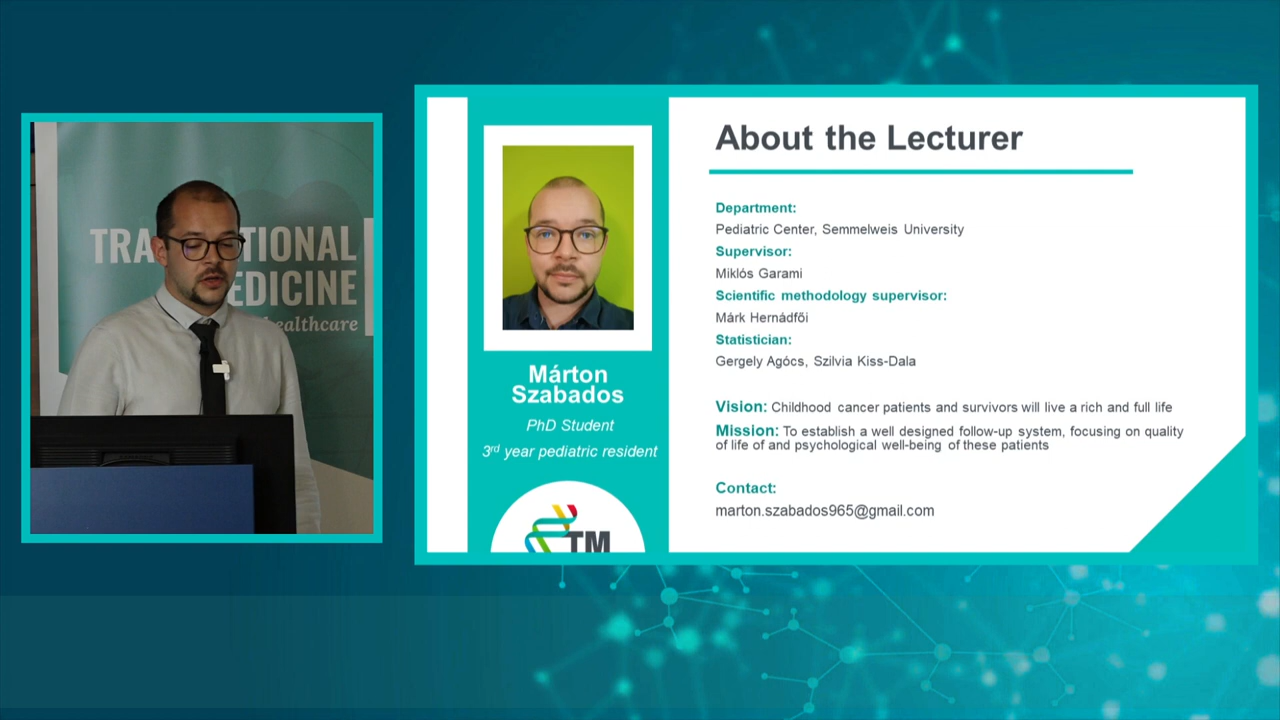 TRA TIONAL
EDICINE
healthcare
Márton
Szabados
PhD Student
3rd year pediatric resident
TM
About the Lecturer
Department:
Pediatric Center, Semmelweis University
Supervisor:
Miklós Garami
Scientific methodology supervisor:
Márk Hernádfői
Statistician:
Gergely Agócs, Szilvia Kiss-Dala
Vision: Childhood cancer patients and survivors will live a rich and full life
Mission: To establish a well designed follow-up system, focusing on quality
of life of and psychological well-being of these patients
Contact:
marton.szabados965@gmail.com